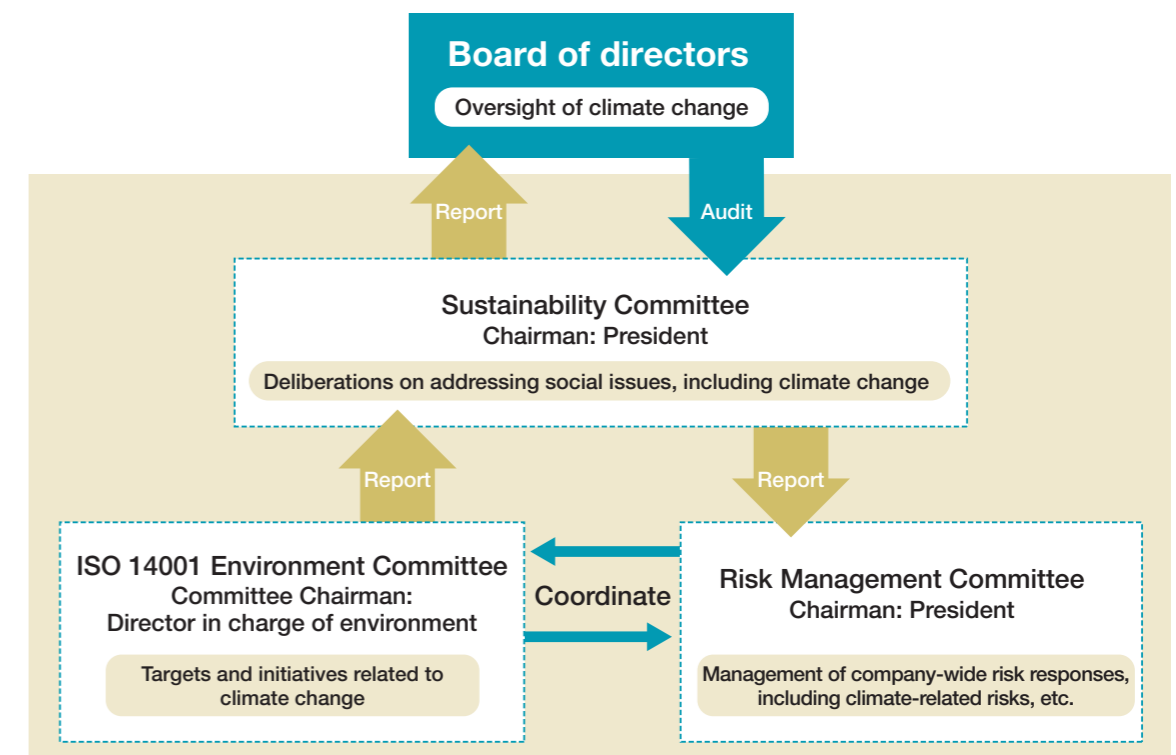 Board of directors
Oversight of climate change
Report
Audit
Sustainability Committee
Chairman: President
Deliberations on addressing social issues, including climate change
Report
Report
ISO 14001 Environment Committee
Committee Chairman:
Director in charge of environment
Targets and initiatives related to
climate change
Coordinate
Risk Management Committee
Chairman: President
Management of company-wide risk responses,
including climate-related risks, etc.